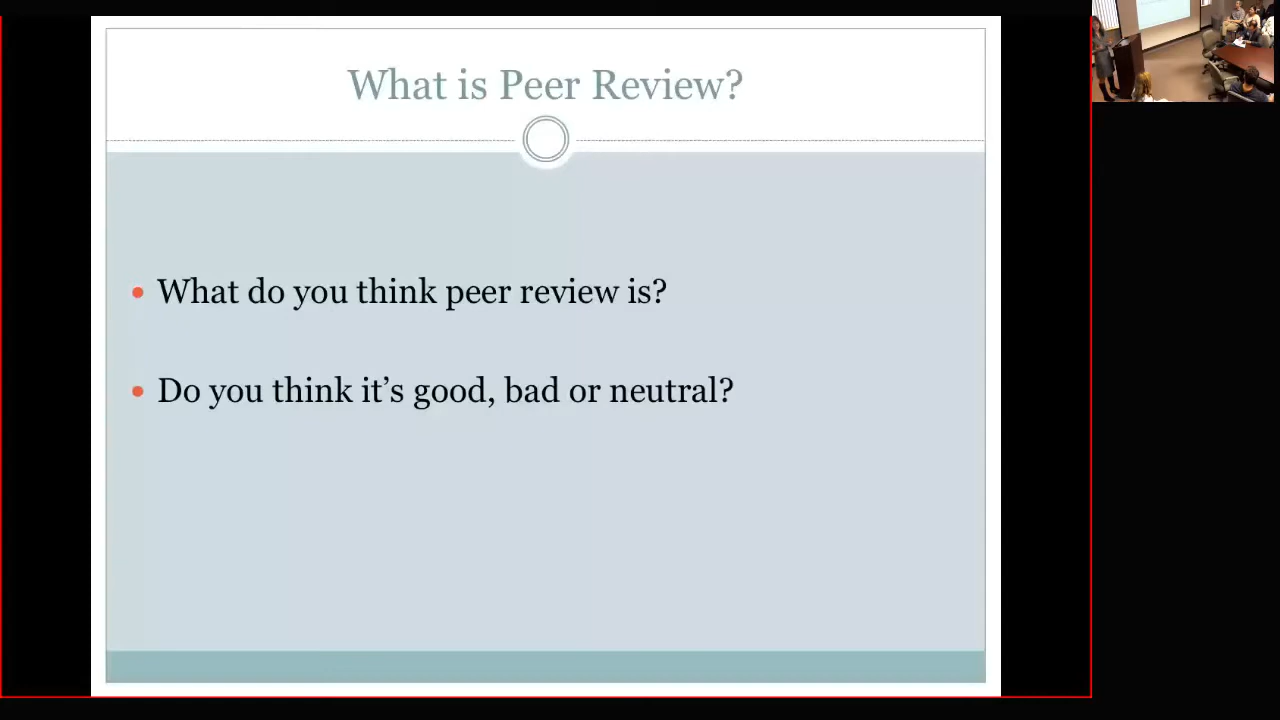 What is Peer Review?
What do you think peer review is?
Do you think it's good, bad or neutral?